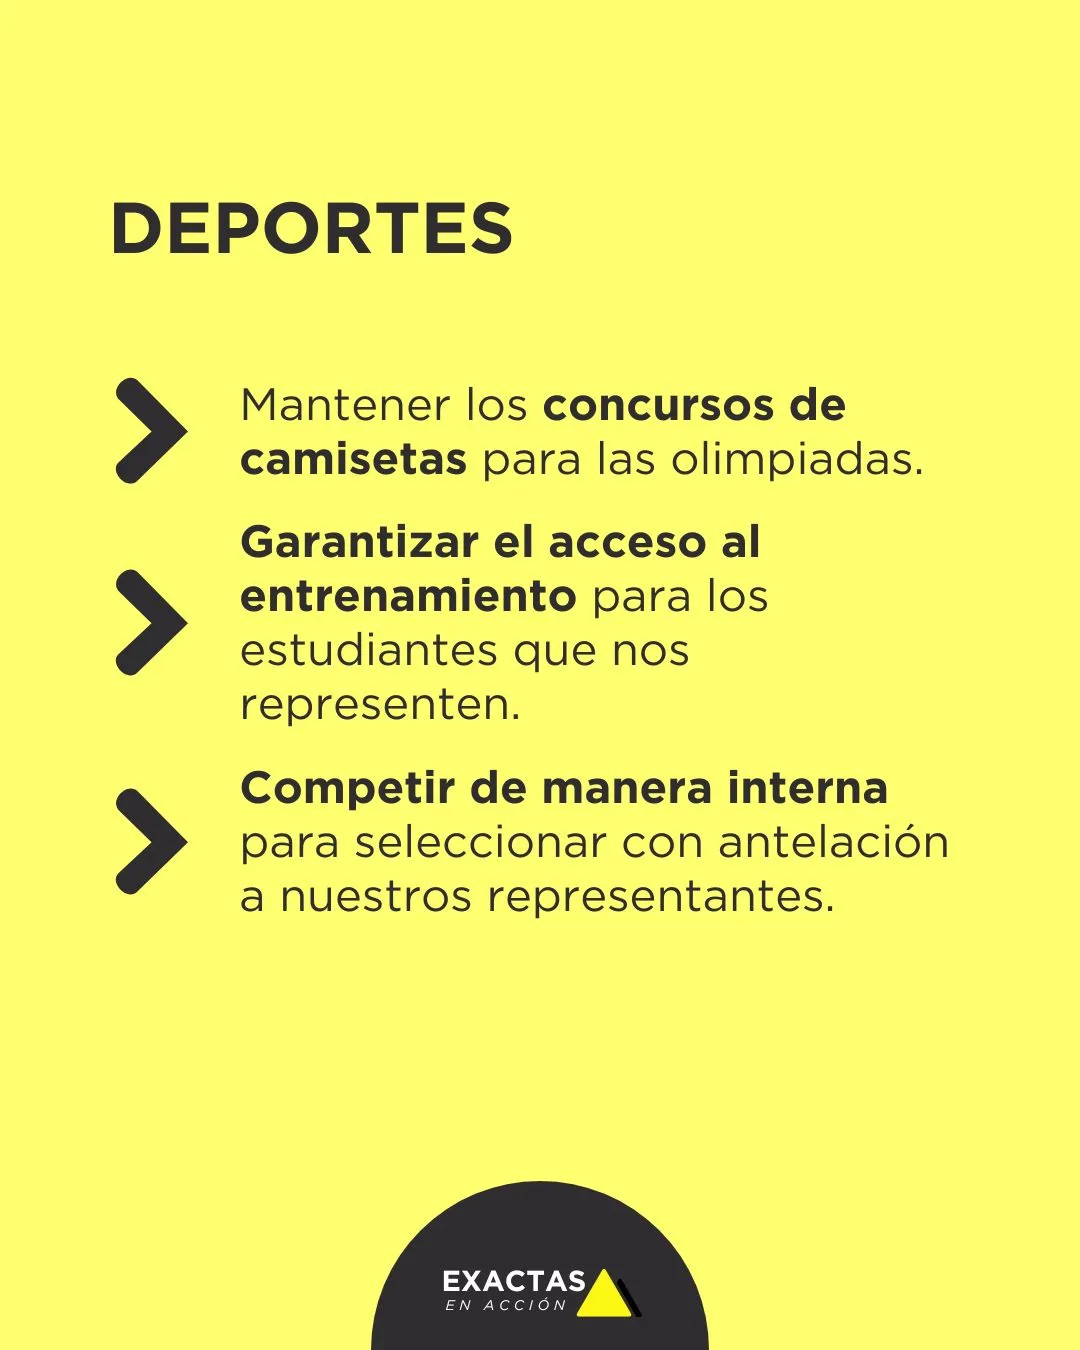 DEPORTES
Mantener los concursos de
camisetas para las olimpiadas.
Garantizar el acceso al
entrenamiento para los
estudiantes que nos
representen.
Competir de manera interna
para seleccionar con antelación
a nuestros representantes.
EXACTAS
EN ACCIÓN